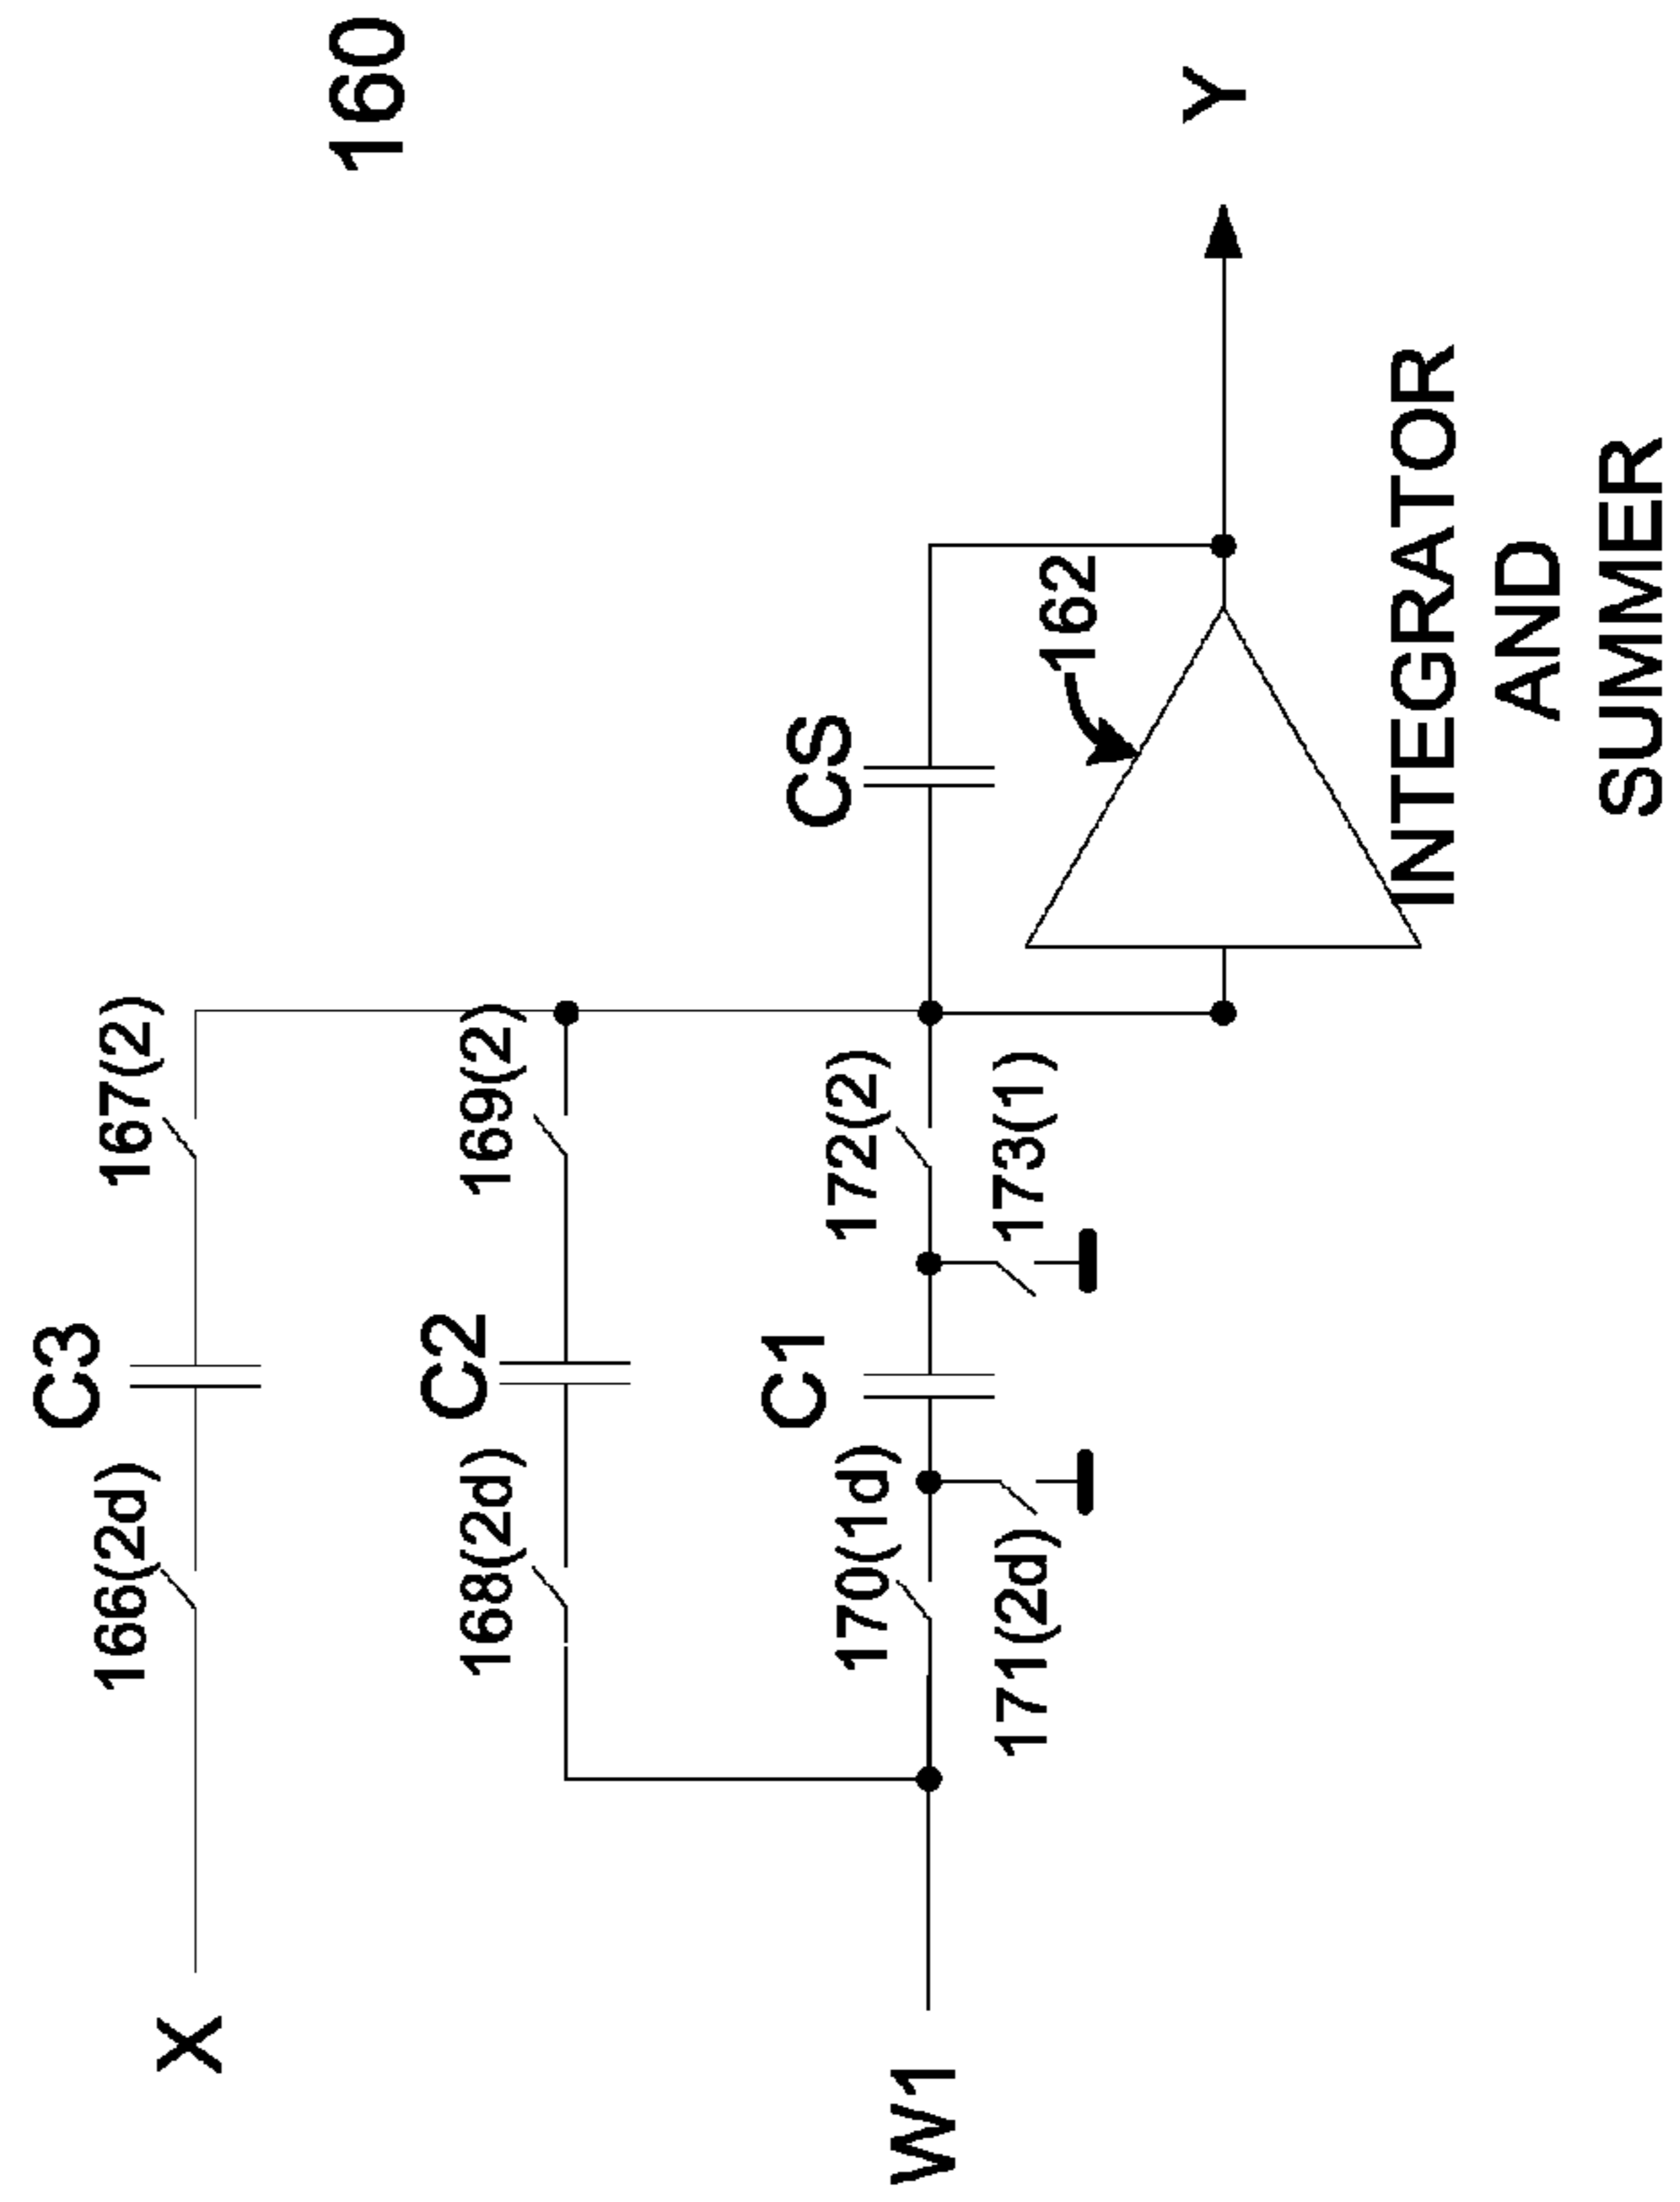 160
C3
166(2d)
167(2)
X
C2
168(2d)
169(2)
CS
C1
170(1d)
172(2)
W1
171(2d)
173(1)
162
Y
INTEGRATOR
AND
SUMMER